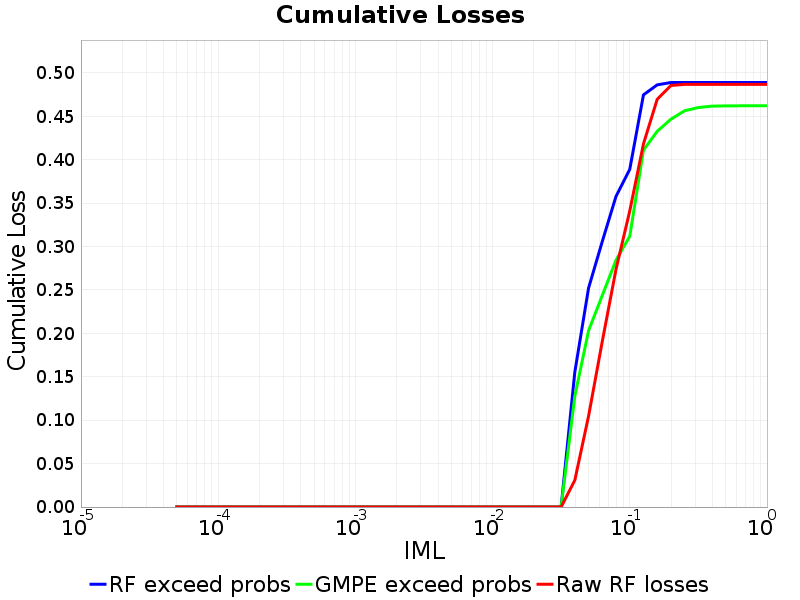 Cumulative Losses
Cumulative Loss
0.50
0.45
0.40
0.35
0.30
0.25
0.20
0.15
0.10
0.05
0.00
10^-5 10^-4 10^-3 10^-2 10^-1 10^0
IML
RF exceed probs GMPE exceed probs Raw RF losses